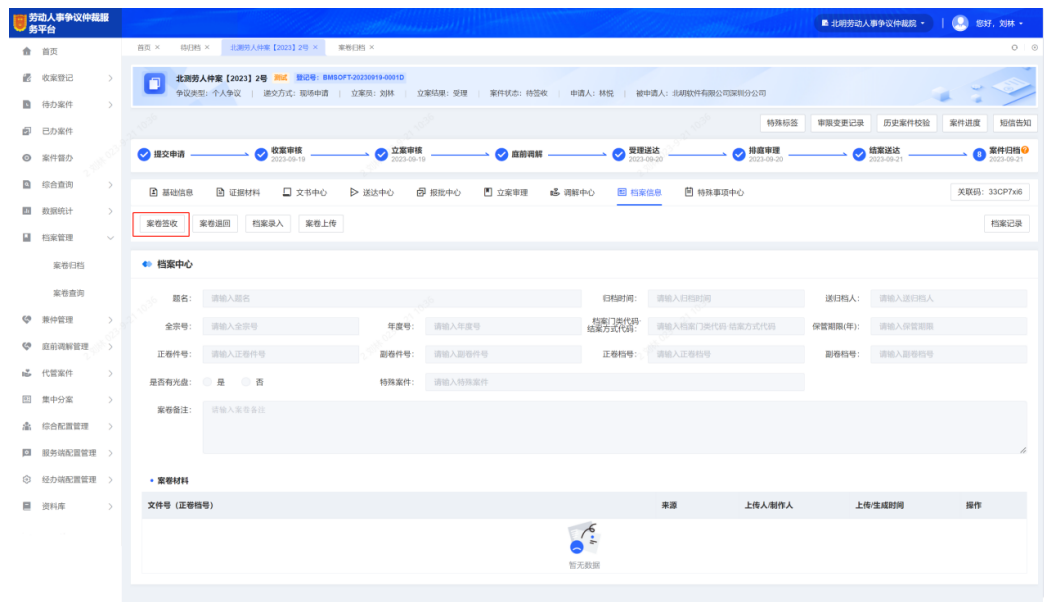 劳动人事争议仲裁服
务平台
北明劳动人事争议仲裁院
您好，刘林
首页
收案登记
待办案件
已办案件
案件督办
综合查询
数据统计
档案管理
案卷归档
案卷查询
兼仲管理
庭前调解管理
代管案件
集中分案
综合配置管理
服务端配置管理
经办端配置管理
资料库
首页 × 待归档 × 北测劳人仲案【2023】2号 × 案卷归档 ×
北测劳人仲案【2023】2号 测试 登记号：BMSOFT-20230919-0001D
争议类型：个人争议 | 递交方式：现场申请 | 立案员：刘林 | 立案结果：受理 | 案件状态：待签收 | 申请人：林悦 | 被申请人：北明软件有限公司深圳分公司
特殊标签 审限变更记录 历史案件校验 案件进度 短信告知
提交申请
收案审核
2023-09-19
立案审核
2023-09-19
庭前调解
受理送达
2023-09-20
排庭审理
2023-09-20
结案送达
2023-09-21
8 案件归档
2023-09-21
基础信息 证据材料 文书中心 送达中心 报批中心 立案审理 调解中心 档案信息 特殊事项中心 关联码：33CP7xi6
案卷签收 案卷退回 档案录入 案卷上传 档案记录
档案中心
题名： 请输入题名 归档时间： 请输入归档时间 送归档人： 请输入送归档人
全宗号： 请输入全宗号 年度号： 请输入年度号 档案门类代码·结案方式代码： 请输入档案门类代码·结案方式代码 保管期限(年)： 请输入保管期限
正卷件号： 请输入正卷件号 副卷件号： 请输入副卷件号 正卷档号： 请输入正卷档号 副卷档号： 请输入副卷档号
是否有光盘： 是 否 特殊案件： 请输入特殊案件
案卷备注： 请输入案卷备注
案卷材料
文件号（正卷档号） 来源 上传人/制作人 上传/生成时间 操作
暂无数据